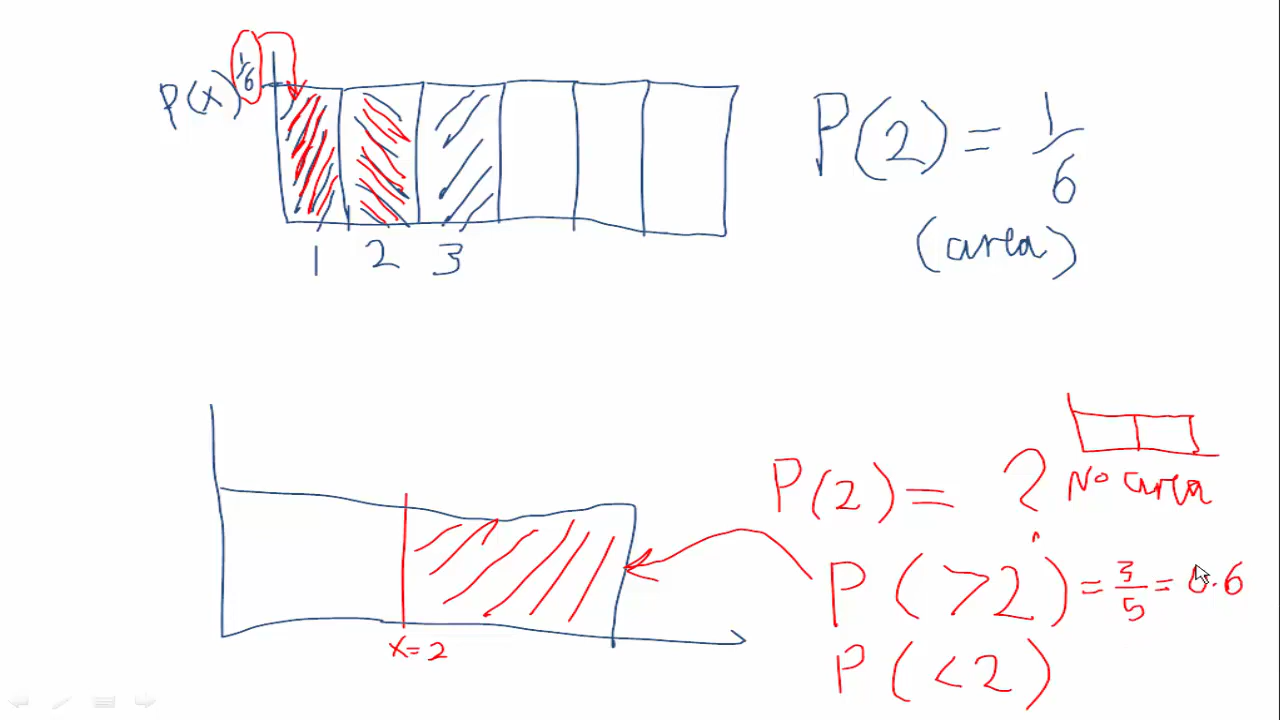 P(x) 1/6
P(2) = 1/6
(area)
1 2 3
P(2) = ?
No area
P(>2) = 3/5 = 0.6
x=2
P(<2)